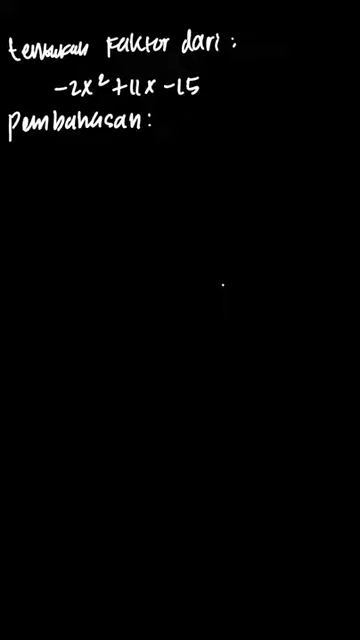 tentukan Faktor dari :
-2x² + 11x - 15
pembahasan :